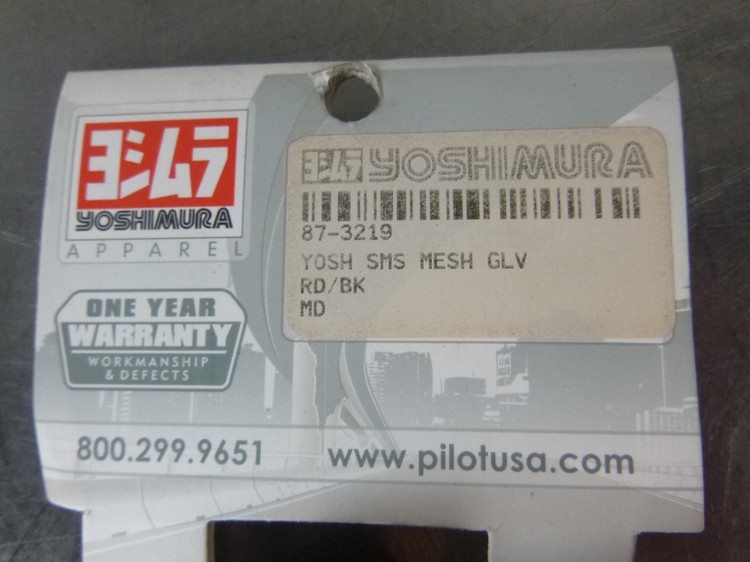 ヨシムラ
YOSHIMURA
APPAREL
ONE YEAR
WARRANTY
WORKMANSHIP
& DEFECTS
ヨシムラ YOSHIMURA
87-3219
YOSH SMS MESH GLV
RD/BK
MD
800.299.9651 www.pilotusa.com